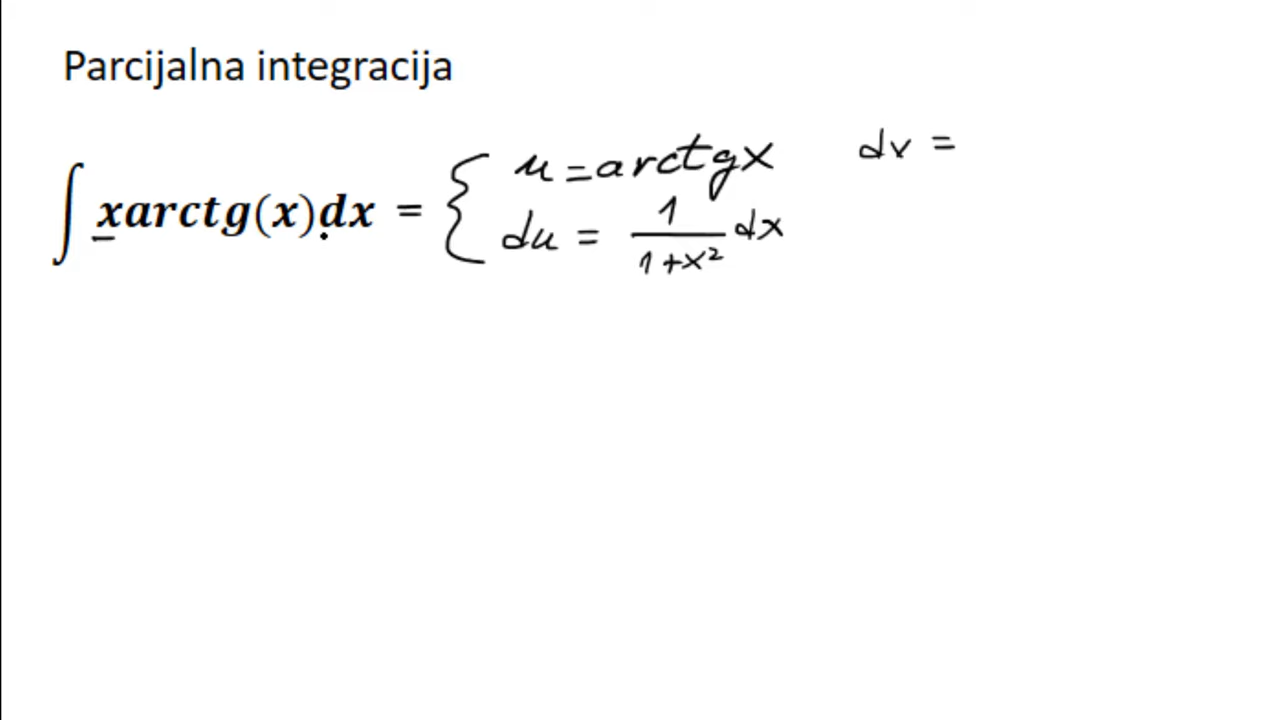 Parcijalna integracija
∫ xarctg(x)dx = { u = arctgx dv =
du = 1/(1+x²) dx